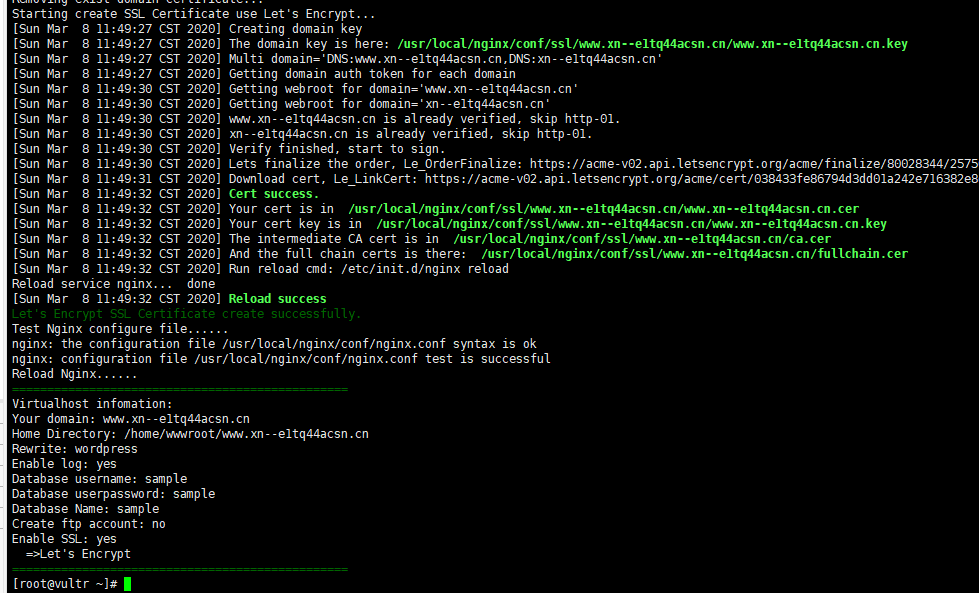 Removing exist domain certificate...
Starting create SSL Certificate use Let's Encrypt...
[Sun Mar  8 11:49:27 CST 2020] Creating domain key
[Sun Mar  8 11:49:27 CST 2020] The domain key is here: /usr/local/nginx/conf/ssl/www.xn--e1tq44acsn.cn/www.xn--e1tq44acsn.cn.key
[Sun Mar  8 11:49:27 CST 2020] Multi domain='DNS:www.xn--e1tq44acsn.cn,DNS:xn--e1tq44acsn.cn'
[Sun Mar  8 11:49:27 CST 2020] Getting domain auth token for each domain
[Sun Mar  8 11:49:30 CST 2020] Getting webroot for domain='www.xn--e1tq44acsn.cn'
[Sun Mar  8 11:49:30 CST 2020] Getting webroot for domain='xn--e1tq44acsn.cn'
[Sun Mar  8 11:49:30 CST 2020] www.xn--e1tq44acsn.cn is already verified, skip http-01.
[Sun Mar  8 11:49:30 CST 2020] xn--e1tq44acsn.cn is already verified, skip http-01.
[Sun Mar  8 11:49:30 CST 2020] Verify finished, start to sign.
[Sun Mar  8 11:49:30 CST 2020] Lets finalize the order, Le_OrderFinalize: https://acme-v02.api.letsencrypt.org/acme/finalize/80028344/2575
[Sun Mar  8 11:49:31 CST 2020] Download cert, Le_LinkCert: https://acme-v02.api.letsencrypt.org/acme/cert/038433fe86794d3dd01a242e716382e8
[Sun Mar  8 11:49:32 CST 2020] Cert success.
[Sun Mar  8 11:49:32 CST 2020] Your cert is in  /usr/local/nginx/conf/ssl/www.xn--e1tq44acsn.cn/www.xn--e1tq44acsn.cn.cer
[Sun Mar  8 11:49:32 CST 2020] Your cert key is in  /usr/local/nginx/conf/ssl/www.xn--e1tq44acsn.cn/www.xn--e1tq44acsn.cn.key
[Sun Mar  8 11:49:32 CST 2020] The intermediate CA cert is in  /usr/local/nginx/conf/ssl/www.xn--e1tq44acsn.cn/ca.cer
[Sun Mar  8 11:49:32 CST 2020] And the full chain certs is there:  /usr/local/nginx/conf/ssl/www.xn--e1tq44acsn.cn/fullchain.cer
[Sun Mar  8 11:49:32 CST 2020] Run reload cmd: /etc/init.d/nginx reload
Reload service nginx...  done
[Sun Mar  8 11:49:32 CST 2020] Reload success
Let's Encrypt SSL Certificate create successfully.
Test Nginx configure file......
nginx: the configuration file /usr/local/nginx/conf/nginx.conf syntax is ok
nginx: configuration file /usr/local/nginx/conf/nginx.conf test is successful
Reload Nginx......
================================================
Virtualhost infomation:
Your domain: www.xn--e1tq44acsn.cn
Home Directory: /home/wwwroot/www.xn--e1tq44acsn.cn
Rewrite: wordpress
Enable log: yes
Database username: sample
Database userpassword: sample
Database Name: sample
Create ftp account: no
Enable SSL: yes
  =>Let's Encrypt
================================================
[root@vultr ~]#